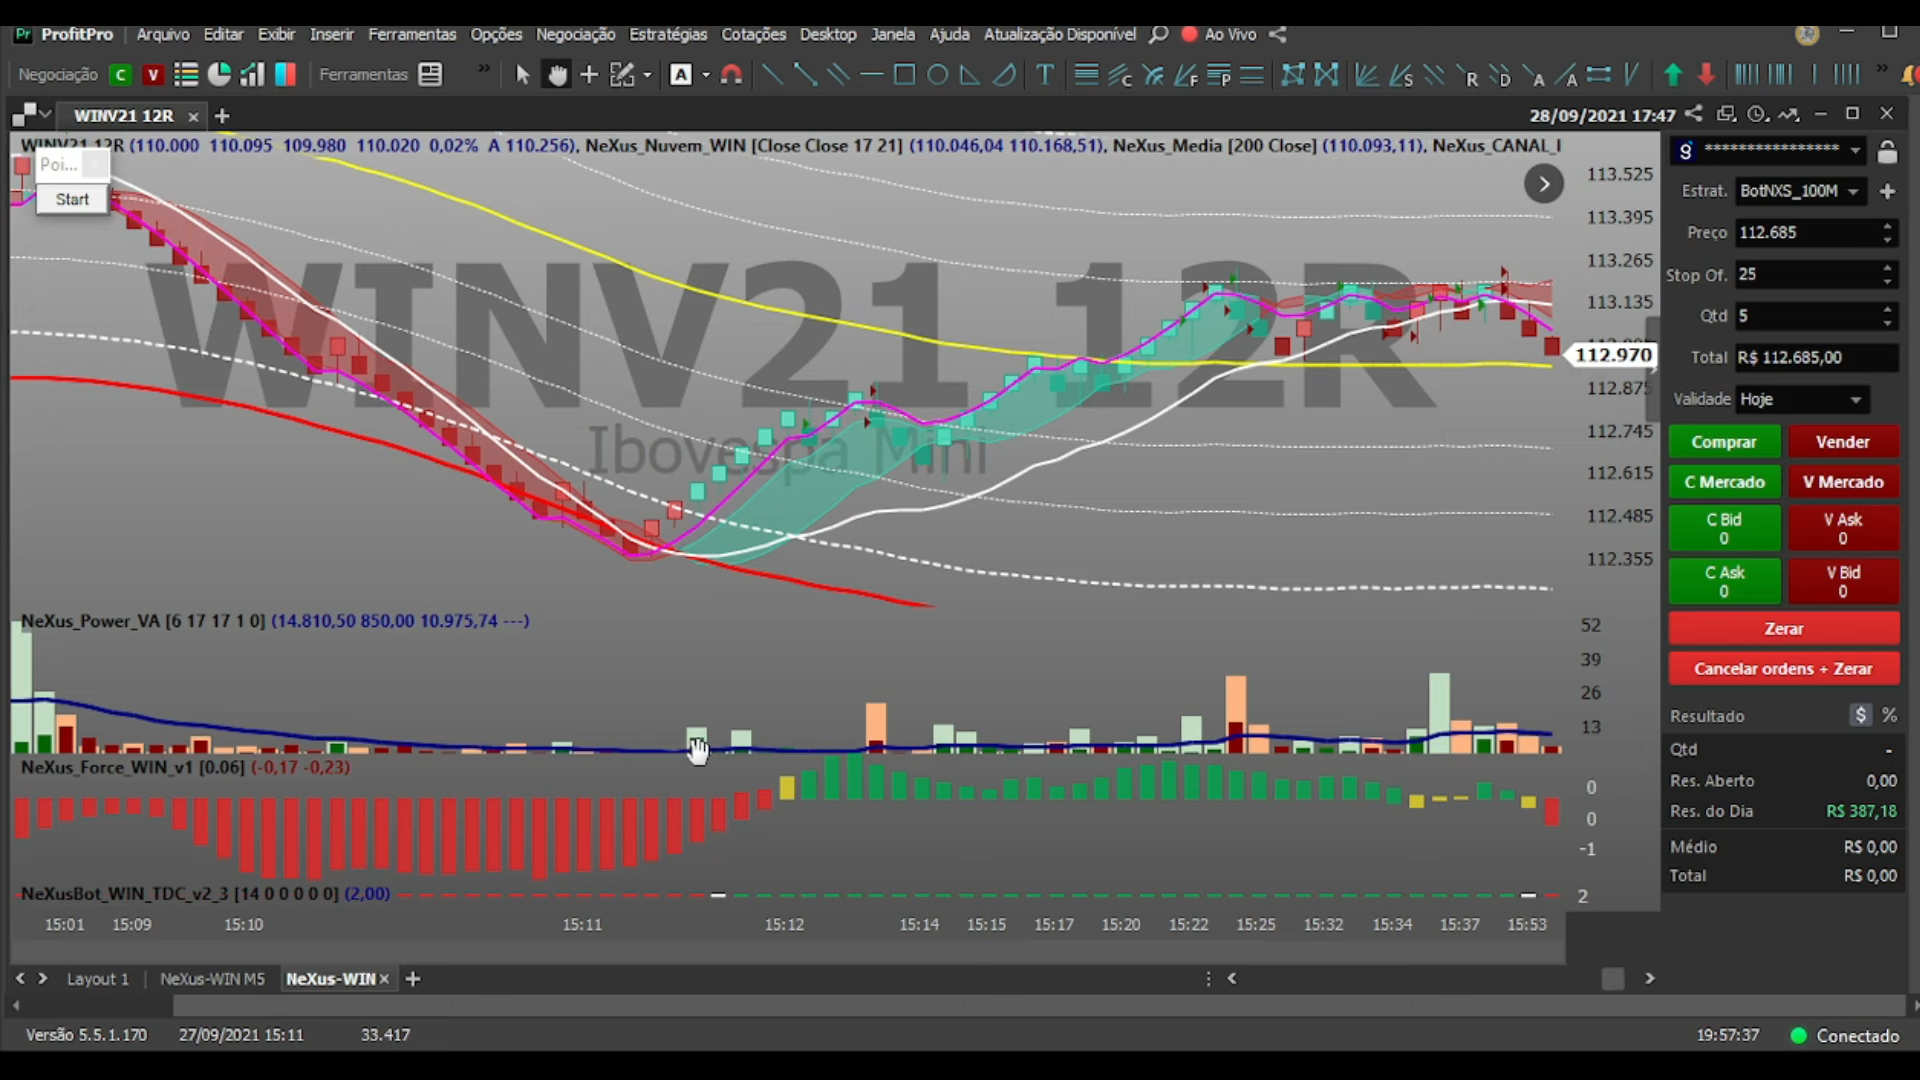 Pr ProfitPro Arquivo Editar Exibir Inserir Ferramentas Opções Negociação Estratégias Cotações Desktop Janela Ajuda Atualização Disponível Ao Vivo
Negociação C V Ferramentas A T C F P S R D A A
WINV21 12R × +
28/09/2021 17:47
WINV21 12R (110.000 110.095 109.980 110.020 0,02% A 110.256), NeXus_Nuvem_WIN [Close Close 17 21] (110.046,04 110.168,51), NeXus_Media [200 Close] (110.093,11), NeXus_CANAL_I
Poi...
Start
WINV21 12R
Ibovespa Mini
113.525
113.395
113.265
113.135
112.970
112.875
112.745
112.615
112.485
112.355
NeXus_Power_VA [6 17 17 1 0] (14.810,50 850,00 10.975,74 ---)
52
39
26
13
NeXus_Force_WIN_v1 [0.06] (-0,17 -0,23)
0
0
-1
NeXusBot_WIN_TDC_v2_3 [14 0 0 0 0 0] (2,00)
2
15:01 15:09 15:10 15:11 15:12 15:14 15:15 15:17 15:20 15:22 15:25 15:32 15:34 15:37 15:53
****************
Estrat. BotNXS_100M
Preço 112.685
Stop Of. 25
Qtd 5
Total R$ 112.685,00
Validade Hoje
Comprar Vender
C Mercado V Mercado
C Bid V Ask
0 0
C Ask V Bid
0 0
Zerar
Cancelar ordens + Zerar
Resultado $ %
Qtd -
Res. Aberto 0,00
Res. do Dia R$ 387,18
Médio R$ 0,00
Total R$ 0,00
Layout 1 NeXus-WIN M5 NeXus-WIN × +
Versão 5.5.1.170 27/09/2021 15:11 33.417 19:57:37 Conectado